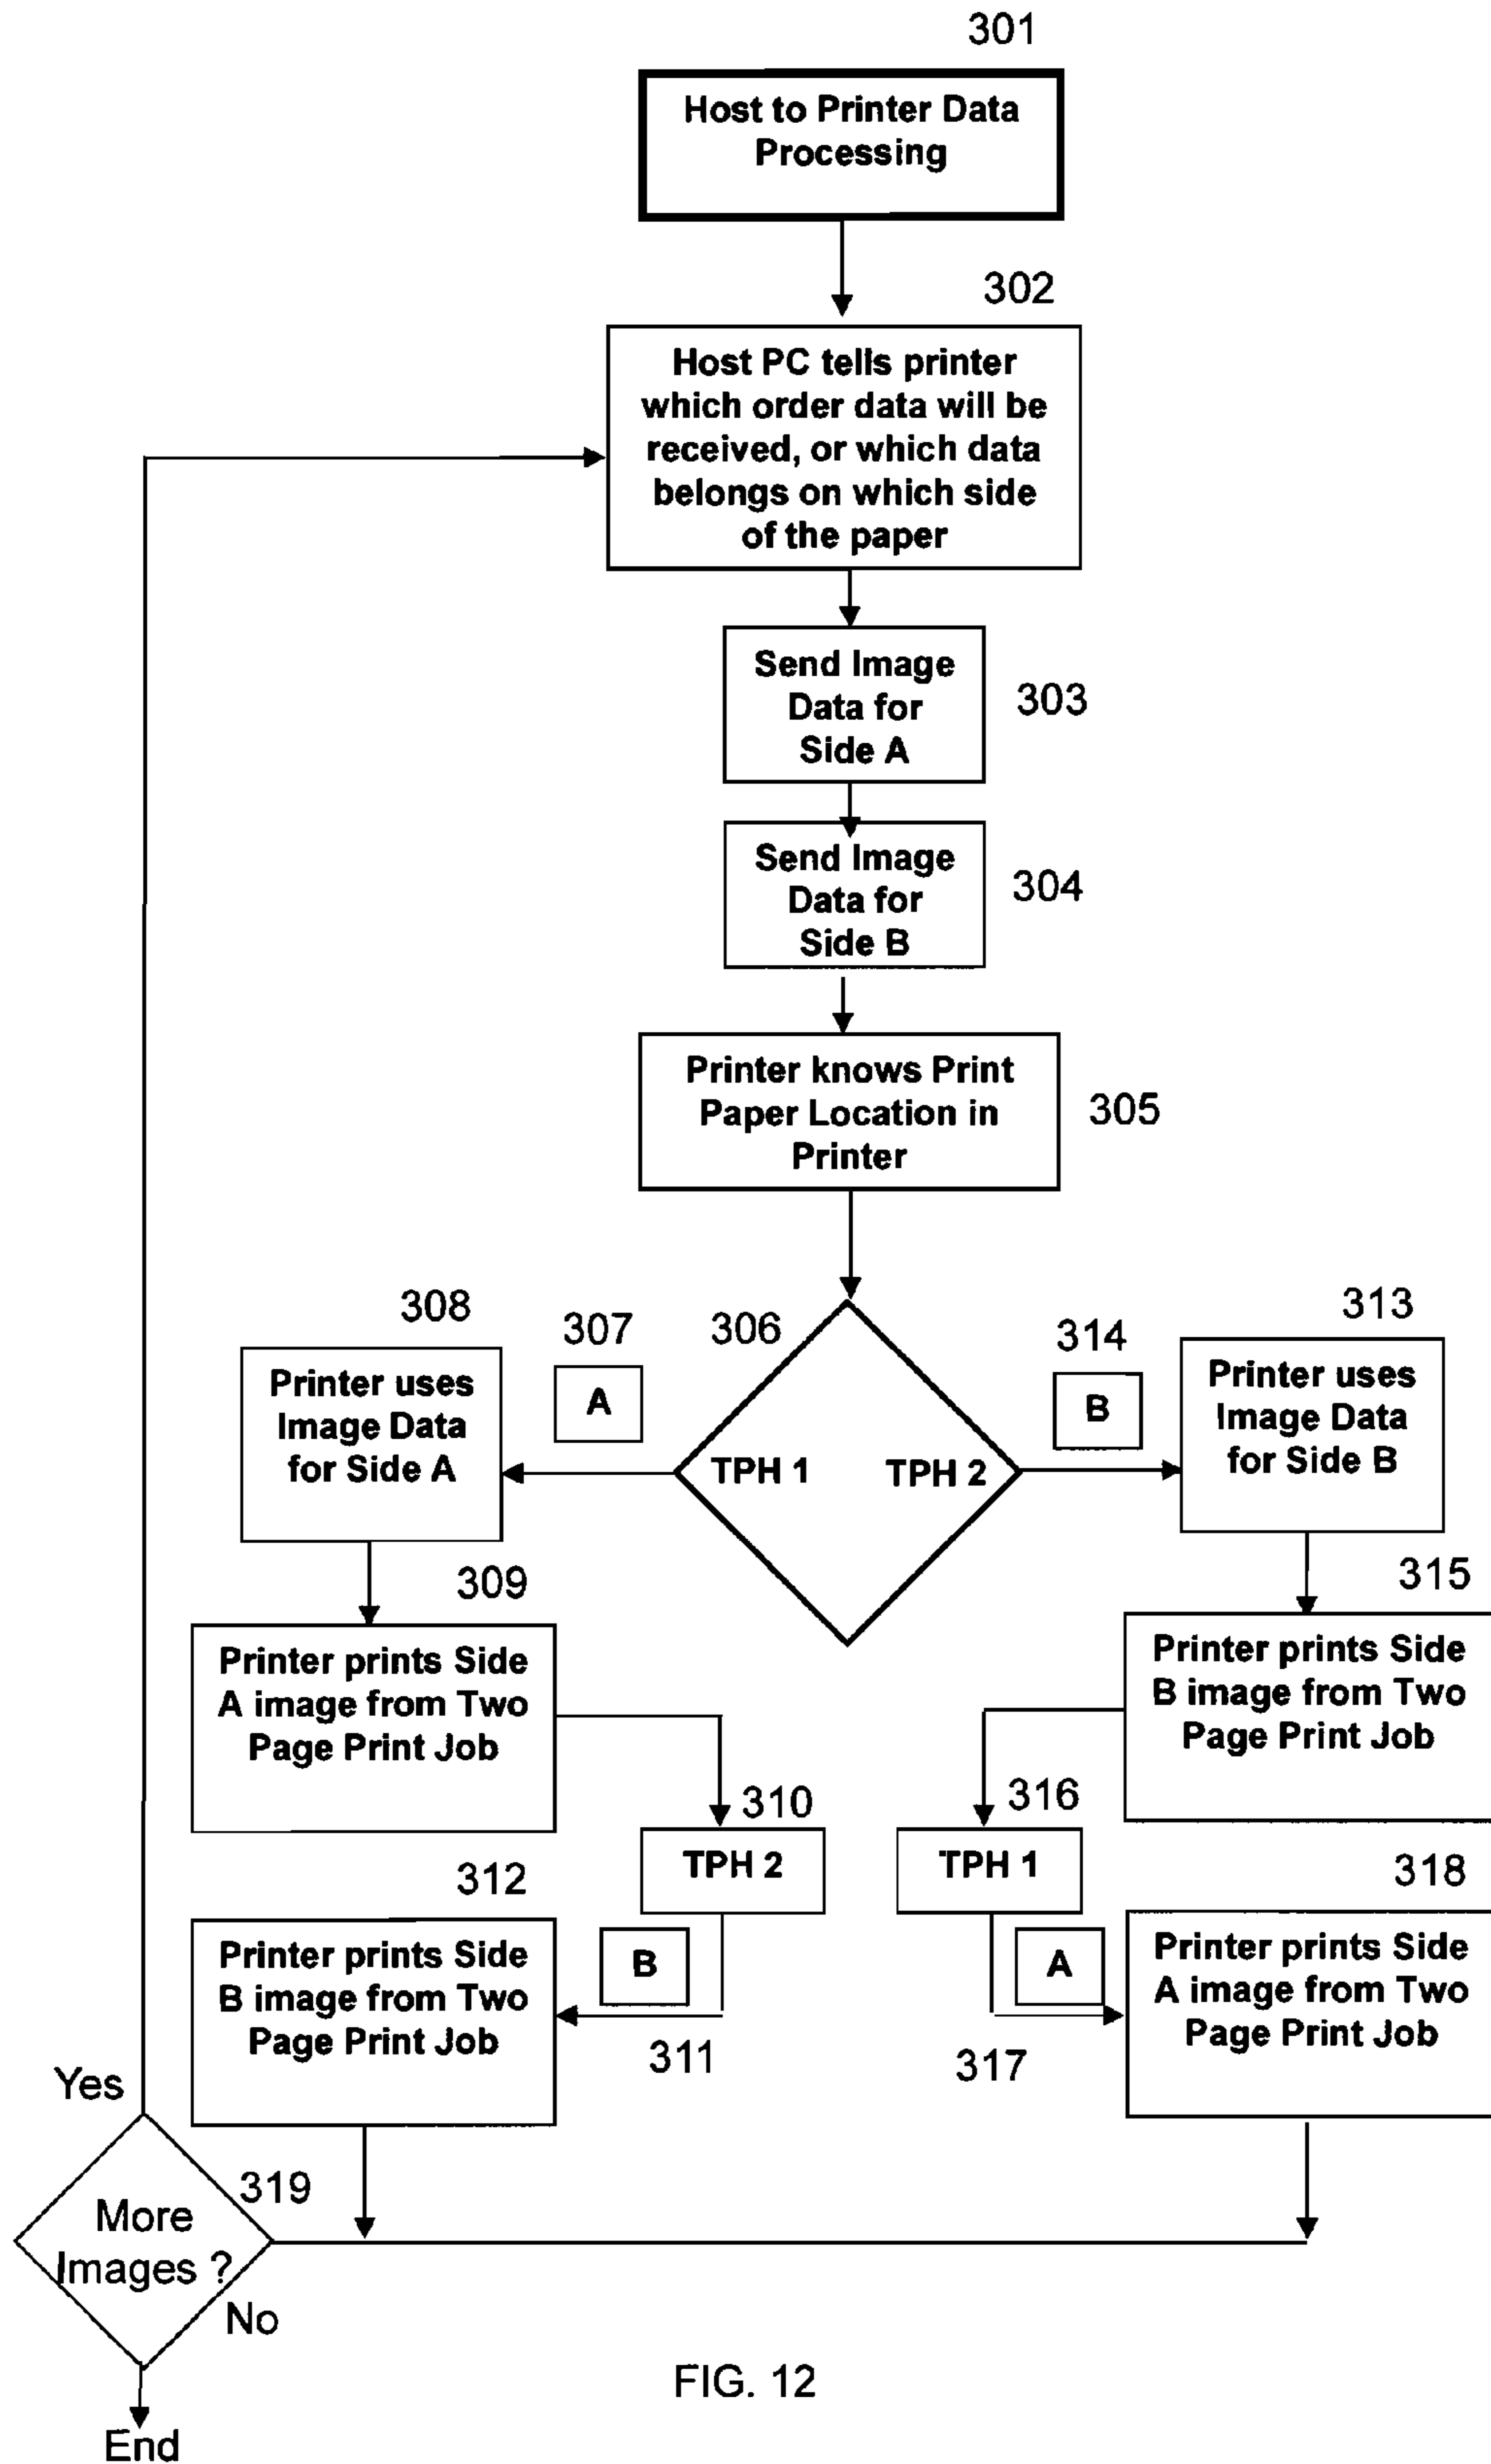 301
Host to Printer Data
Processing
302
Host PC tells printer
which order data will be
received, or which data
belongs on which side
of the paper
Send Image
Data for
Side A
303
Send Image
Data for
Side B
304
Printer knows Print
Paper Location in
Printer
305
308
307
306
314
313
Printer uses
Image Data
for Side A
A
TPH 1
TPH 2
B
Printer uses
Image Data
for Side B
309
315
Printer prints Side
A image from Two
Page Print Job
Printer prints Side
B image from Two
Page Print Job
310
316
TPH 2
TPH 1
312
318
Printer prints Side
B image from Two
Page Print Job
B
311
A
317
Printer prints Side
A image from Two
Page Print Job
Yes
319
More
Images ?
No
End
FIG. 12